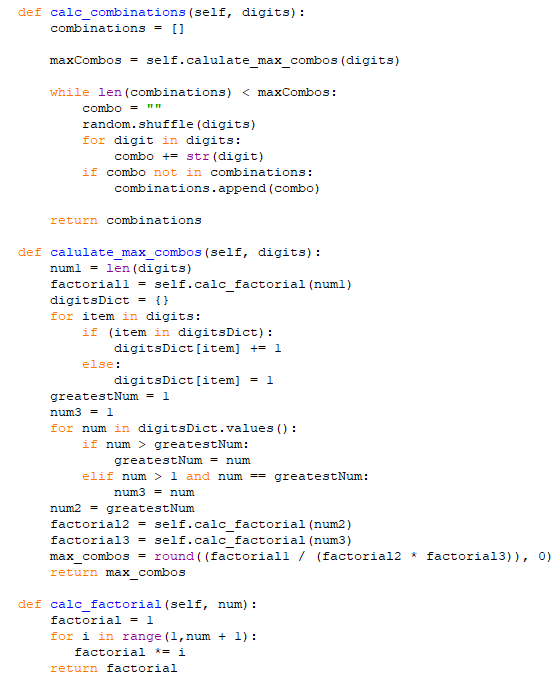 def calc_combinations(self, digits):
    combinations = []

    maxCombos = self.calulate_max_combos(digits)

    while len(combinations) < maxCombos:
        combo = ""
        random.shuffle(digits)
        for digit in digits:
            combo += str(digit)
        if combo not in combinations:
            combinations.append(combo)

    return combinations

def calulate_max_combos(self, digits):
    num1 = len(digits)
    factorial1 = self.calc_factorial(num1)
    digitsDict = {}
    for item in digits:
        if (item in digitsDict):
            digitsDict[item] += 1
        else:
            digitsDict[item] = 1
    greatestNum = 1
    num3 = 1
    for num in digitsDict.values():
        if num > greatestNum:
            greatestNum = num
        elif num > 1 and num == greatestNum:
            num3 = num
    num2 = greatestNum
    factorial2 = self.calc_factorial(num2)
    factorial3 = self.calc_factorial(num3)
    max_combos = round((factorial1 / (factorial2 * factorial3)), 0)
    return max_combos

def calc_factorial(self, num):
    factorial = 1
    for i in range(1,num + 1):
       factorial *= i
    return factorial